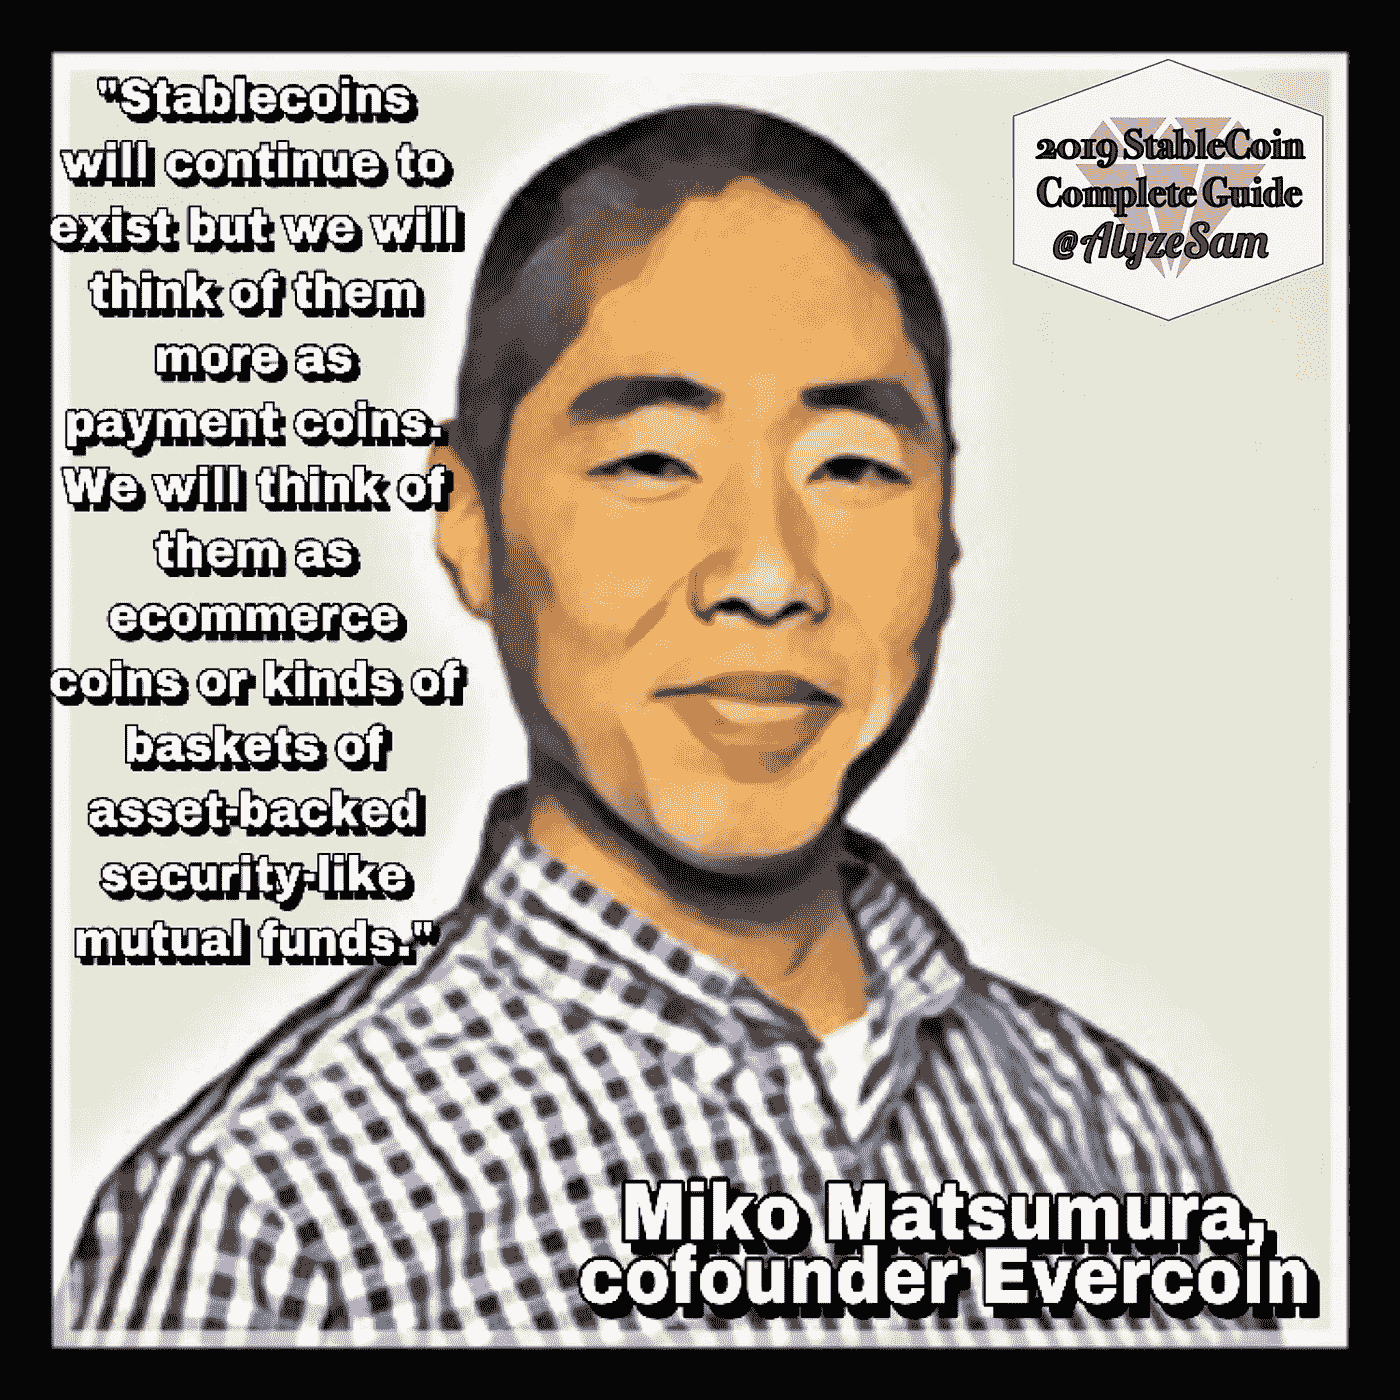 "Stablecoins
will continue to
exist but we will
think of them
more as
payment coins.
We will think of
them as
ecommerce
coins or kinds of
baskets of
asset-backed
security-like
mutual funds."
2019 StableCoin
Complete Guide
@AlyzeSam
Miko Matsumura,
cofounder Evercoin